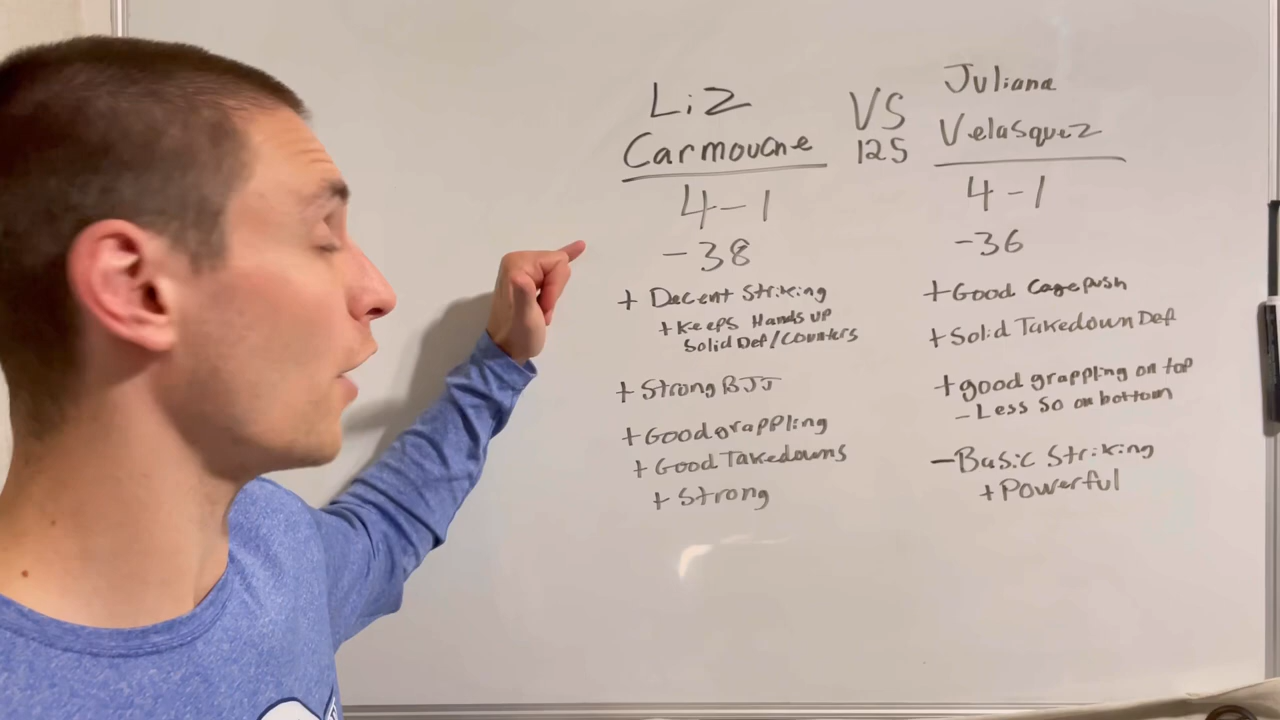 Liz
Carmouche
4-1
-38
+ Decent Striking
+ Keeps Hands up
Solid Def/Counters
+ Strong BJJ
+ Good grappling
+ Good Takedowns
+ Strong
VS
125
Juliana
Velasquez
4-1
-36
+ Good Cage push
+ Solid Takedown Def
+ good grappling on top
- Less So on bottom
- Basic Striking
+ Powerful